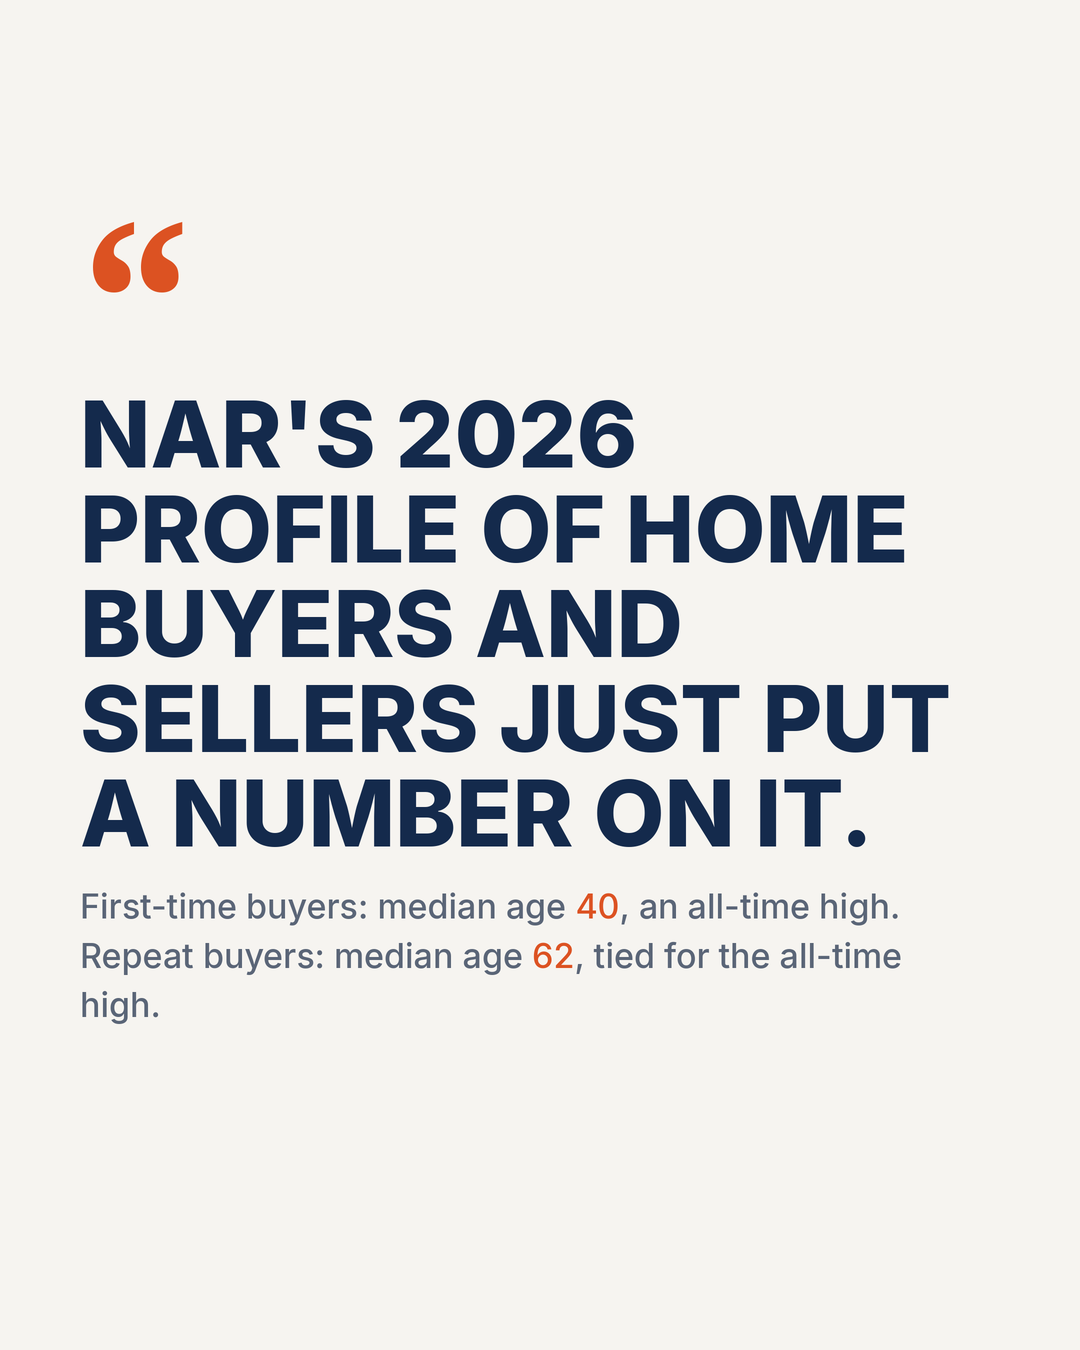 “
NAR'S 2026
PROFILE OF HOME
BUYERS AND
SELLERS JUST PUT
A NUMBER ON IT.
First-time buyers: median age 40, an all-time high.
Repeat buyers: median age 62, tied for the all-time
high.